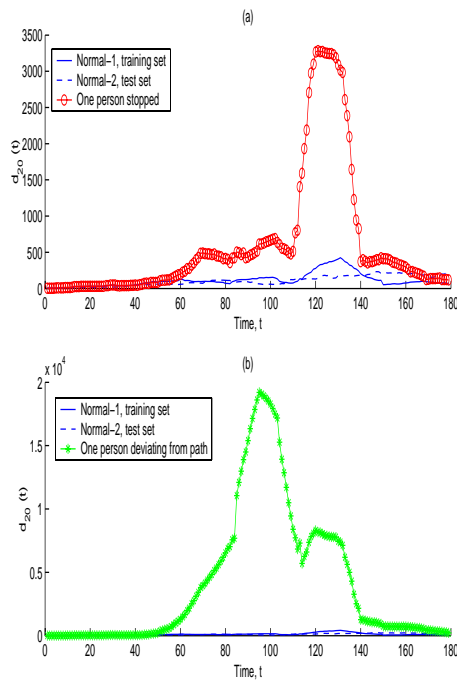 (a)
3500
3000
2500
2000
1500
1000
500
0
d20 (t)
Normal−1, training set
Normal−2, test set
One person stopped
0 20 40 60 80 100 120 140 160 180
Time, t
(b)
x 10^4
2
1.5
1
0.5
0
d20 (t)
Normal−1, training set
Normal−2, test set
One person deviating from path
0 20 40 60 80 100 120 140 160 180
Time, t